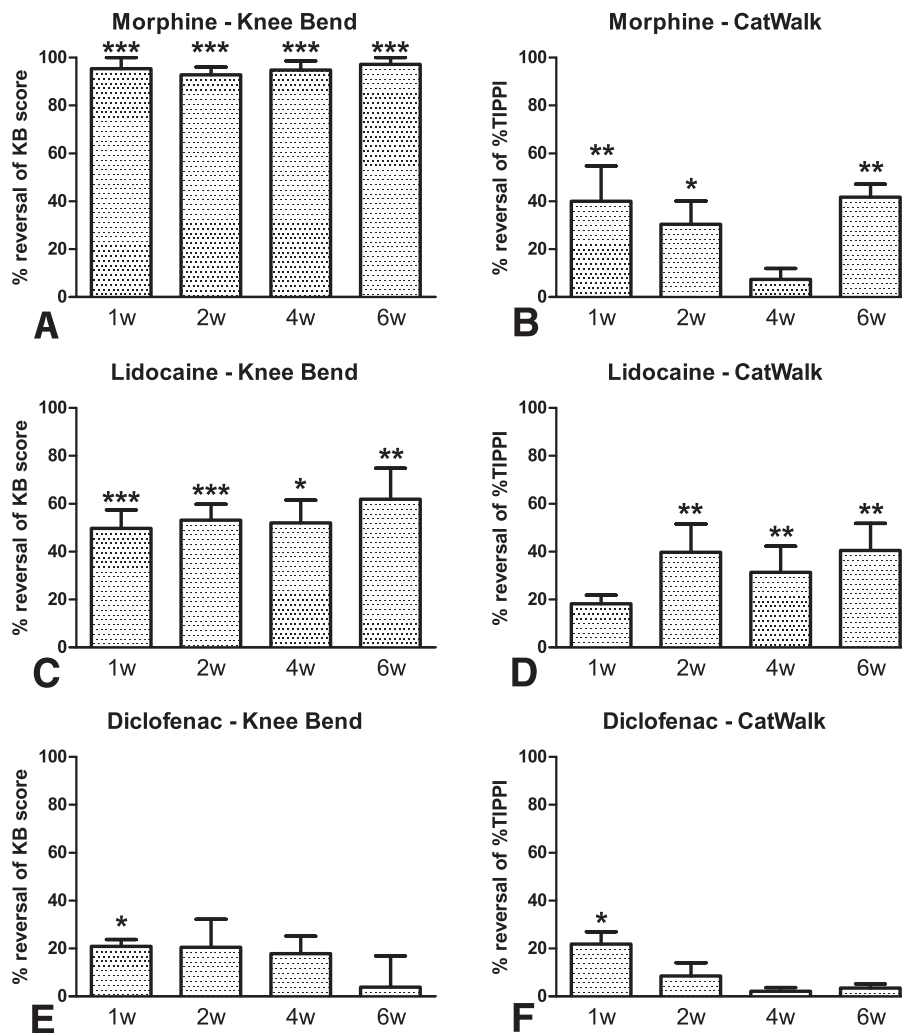 Morphine - Knee Bend
% reversal of KB score
100
80
60
40
20
0
***
***
***
***
1w
2w
4w
6w
A
Morphine - CatWalk
% reversal of %TIPPI
100
80
60
40
20
0
**
*
**
1w
2w
4w
6w
B
Lidocaine - Knee Bend
% reversal of KB score
100
80
60
40
20
0
***
***
*
**
1w
2w
4w
6w
C
Lidocaine - CatWalk
% reversal of %TIPPI
100
80
60
40
20
0
**
**
**
1w
2w
4w
6w
D
Diclofenac - Knee Bend
% reversal of KB score
100
80
60
40
20
0
*
1w
2w
4w
6w
E
Diclofenac - CatWalk
% reversal of %TIPPI
100
80
60
40
20
0
*
1w
2w
4w
6w
F